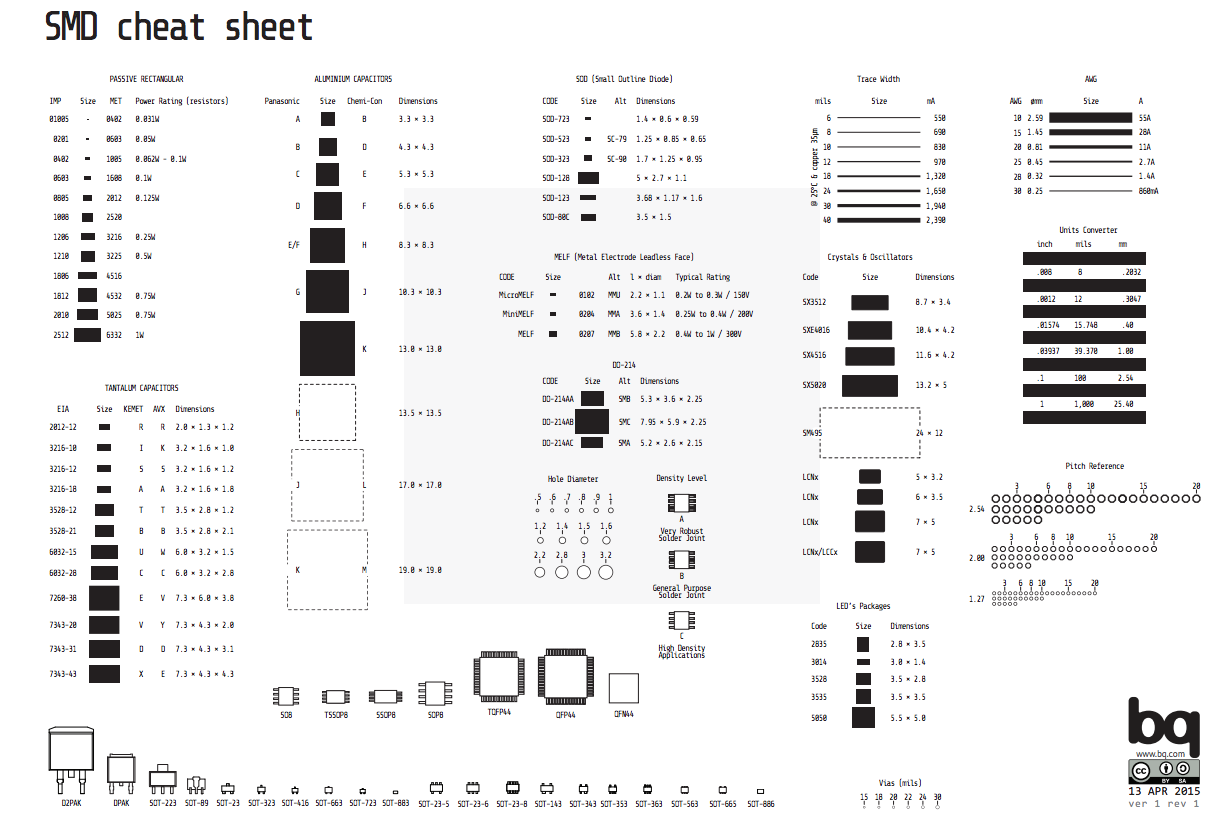 SMD cheat sheet
PASSIVE RECTANGULAR
IMP Size MET Power Rating (resistors)
01005 0402 0.031W
0201 0603 0.05W
0402 1005 0.062W - 0.1W
0603 1608 0.1W
0805 2012 0.125W
1008 2520
1206 3216 0.25W
1210 3225 0.5W
1806 4516
1812 4532 0.75W
2010 5025 0.75W
2512 6332 1W
TANTALUM CAPACITORS
EIA Size KEMET AVX Dimensions
2012-12 R R 2.0 × 1.3 × 1.2
3216-10 I K 3.2 × 1.6 × 1.0
3216-12 S S 3.2 × 1.6 × 1.2
3216-18 A A 3.2 × 1.6 × 1.8
3528-12 T T 3.5 × 2.8 × 1.2
3528-21 B B 3.5 × 2.8 × 2.1
6032-15 U W 6.0 × 3.2 × 1.5
6032-28 C C 6.0 × 3.2 × 2.8
7260-38 E V 7.3 × 6.0 × 3.8
7343-20 V Y 7.3 × 4.3 × 2.0
7343-31 D D 7.3 × 4.3 × 3.1
7343-43 X E 7.3 × 4.3 × 4.3
ALUMINIUM CAPACITORS
Panasonic Size Chemi-Con Dimensions
A B 3.3 × 3.3
B D 4.3 × 4.3
C E 5.3 × 5.3
D F 6.6 × 6.6
E/F H 8.3 × 8.3
G J 10.3 × 10.3
K 13.0 × 13.0
H 13.5 × 13.5
J L 17.0 × 17.0
K M 19.0 × 19.0
SOD (Small Outline Diode)
CODE Size Alt Dimensions
SOD-723 1.4 × 0.6 × 0.59
SOD-523 SC-79 1.25 × 0.85 × 0.65
SOD-323 SC-90 1.7 × 1.25 × 0.95
SOD-128 5 × 2.7 × 1.1
SOD-123 3.68 × 1.17 × 1.6
SOD-80C 3.5 × 1.5
MELF (Metal Electrode Leadless Face)
CODE Size Alt l × diam Typical Rating
MicroMELF 0102 MMU 2.2 × 1.1 0.2W to 0.3W / 150V
MiniMELF 0204 MMA 3.6 × 1.4 0.25W to 0.4W / 200V
MELF 0207 MMB 5.8 × 2.2 0.4W to 1W / 300V
DO-214
CODE Size Alt Dimensions
DO-214AA SMB 5.3 × 3.6 × 2.25
DO-214AB SMC 7.95 × 5.9 × 2.25
DO-214AC SMA 5.2 × 2.6 × 2.15
Hole Diameter
.5 .6 .7 .8 .9 1
1.2 1.4 1.5 1.6
2.2 2.8 3 3.2
Density Level
A
Very Robust
Solder Joint
B
General Purpose
Solder Joint
C
High Density
Applications
Trace Width
mils Size mA
@ 25°C & copper 35μm
6 550
8 690
10 830
12 970
18 1,320
24 1,650
30 1,940
40 2,390
Crystals & Oscillators
Code Size Dimensions
SX3512 8.7 × 3.4
SXE4016 10.4 × 4.2
SX4516 11.6 × 4.2
SX5020 13.2 × 5
SM49S 24 × 12
LCNx 5 × 3.2
LCNx 6 × 3.5
LCNx 7 × 5
LCNx/LCCx 7 × 5
LED's Packages
Code Size Dimensions
2835 2.8 × 3.5
3014 3.0 × 1.4
3528 3.5 × 2.8
3535 3.5 × 3.5
5050 5.5 × 5.0
Vias (mils)
15 18 20 22 24 30
AWG
AWG ømm Size A
10 2.59 55A
15 1.45 28A
20 0.81 11A
25 0.45 2.7A
28 0.32 1.4A
30 0.25 860mA
Units Converter
inch mils mm
.008 8 .2032
.0012 12 .3047
.01574 15.748 .40
.03937 39.370 1.00
.1 100 2.54
1 1,000 25.40
Pitch Reference
3 6 8 10 15 20
2.54
3 6 8 10 15 20
2.00
3 6 8 10 15 20
1.27
SO8 TSSOP8 SSOP8 SOP8 TQFP44 QFP44 QFN44
D2PAK DPAK SOT-223 SOT-89 SOT-23 SOT-323 SOT-416 SOT-663 SOT-723 SOT-883 SOT-23-5 SOT-23-6 SOT-23-8 SOT-143 SOT-343 SOT-353 SOT-363 SOT-563 SOT-665 SOT-886
bq
www.bq.com
cc BY SA
13 APR 2015
ver 1 rev 1